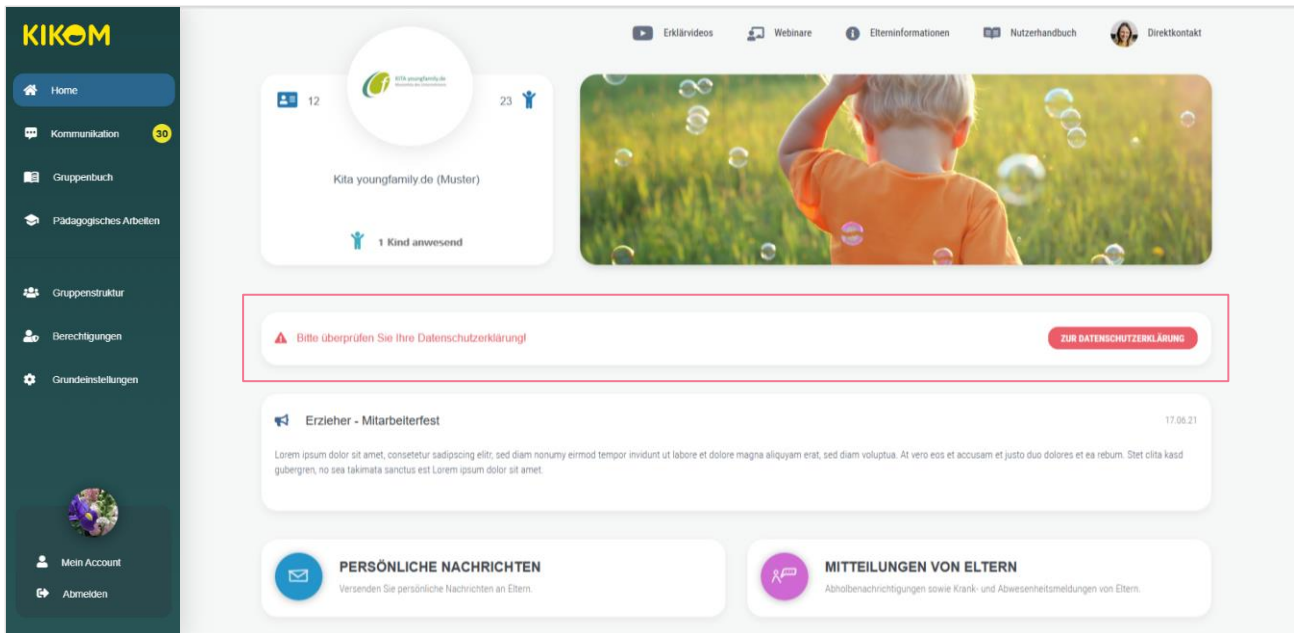 KIKOM
Home
Kommunikation 30
Gruppenbuch
Pädagogisches Arbeiten
Gruppenstruktur
Berechtigungen
Grundeinstellungen
Mein Account
Abmelden
Erklärvideos Webinare Elterninformationen Nutzerhandbuch Direktkontakt
12 KITA youngfamily.de 23
Kita youngfamily.de (Muster)
1 Kind anwesend
Bitte überprüfen Sie Ihre Datenschutzerklärung! ZUR DATENSCHUTZERKLÄRUNG
Erzieher - Mitarbeiterfest 17.06.21
Lorem ipsum dolor sit amet, consetetur sadipscing elitr, sed diam nonumy eirmod tempor invidunt ut labore et dolore magna aliquyam erat, sed diam voluptua. At vero eos et accusam et justo duo dolores et ea rebum. Stet clita kasd
gubergren, no sea takimata sanctus est Lorem ipsum dolor sit amet.
PERSÖNLICHE NACHRICHTEN
Versenden Sie persönliche Nachrichten an Eltern.
MITTEILUNGEN VON ELTERN
Abholbenachrichtigungen sowie Krank- und Abwesenheitsmeldungen von Eltern.